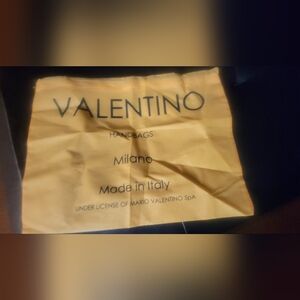 VALENTINO
HANDBAGS
Milano
Made in Italy
UNDER LICENSE OF MARIO VALENTINO SpA